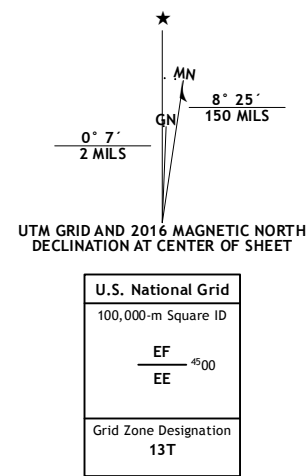 MN
8° 25´
150 MILS
GN
0° 7´
2 MILS
UTM GRID AND 2016 MAGNETIC NORTH
DECLINATION AT CENTER OF SHEET
U.S. National Grid
100,000-m Square ID
EF
4500
EE
Grid Zone Designation
13T